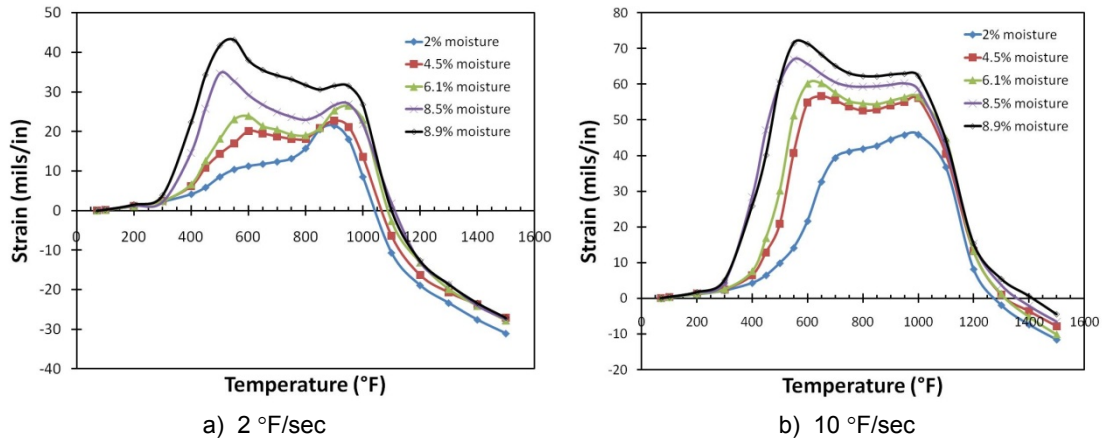 50
40
30
20
10
0
-10
-20
-30
-40
0 200 400 600 800 1000 1200 1400 1600
Strain (mils/in)
Temperature (°F)
2% moisture
4.5% moisture
6.1% moisture
8.5% moisture
8.9% moisture
a) 2 °F/sec
80
70
60
50
40
30
20
10
0
-10
-20
0 200 400 600 800 1000 1200 1400 1600
Strain (mils/in)
Temperature (°F)
2% moisture
4.5% moisture
6.1% moisture
8.5% moisture
8.9% moisture
b) 10 °F/sec